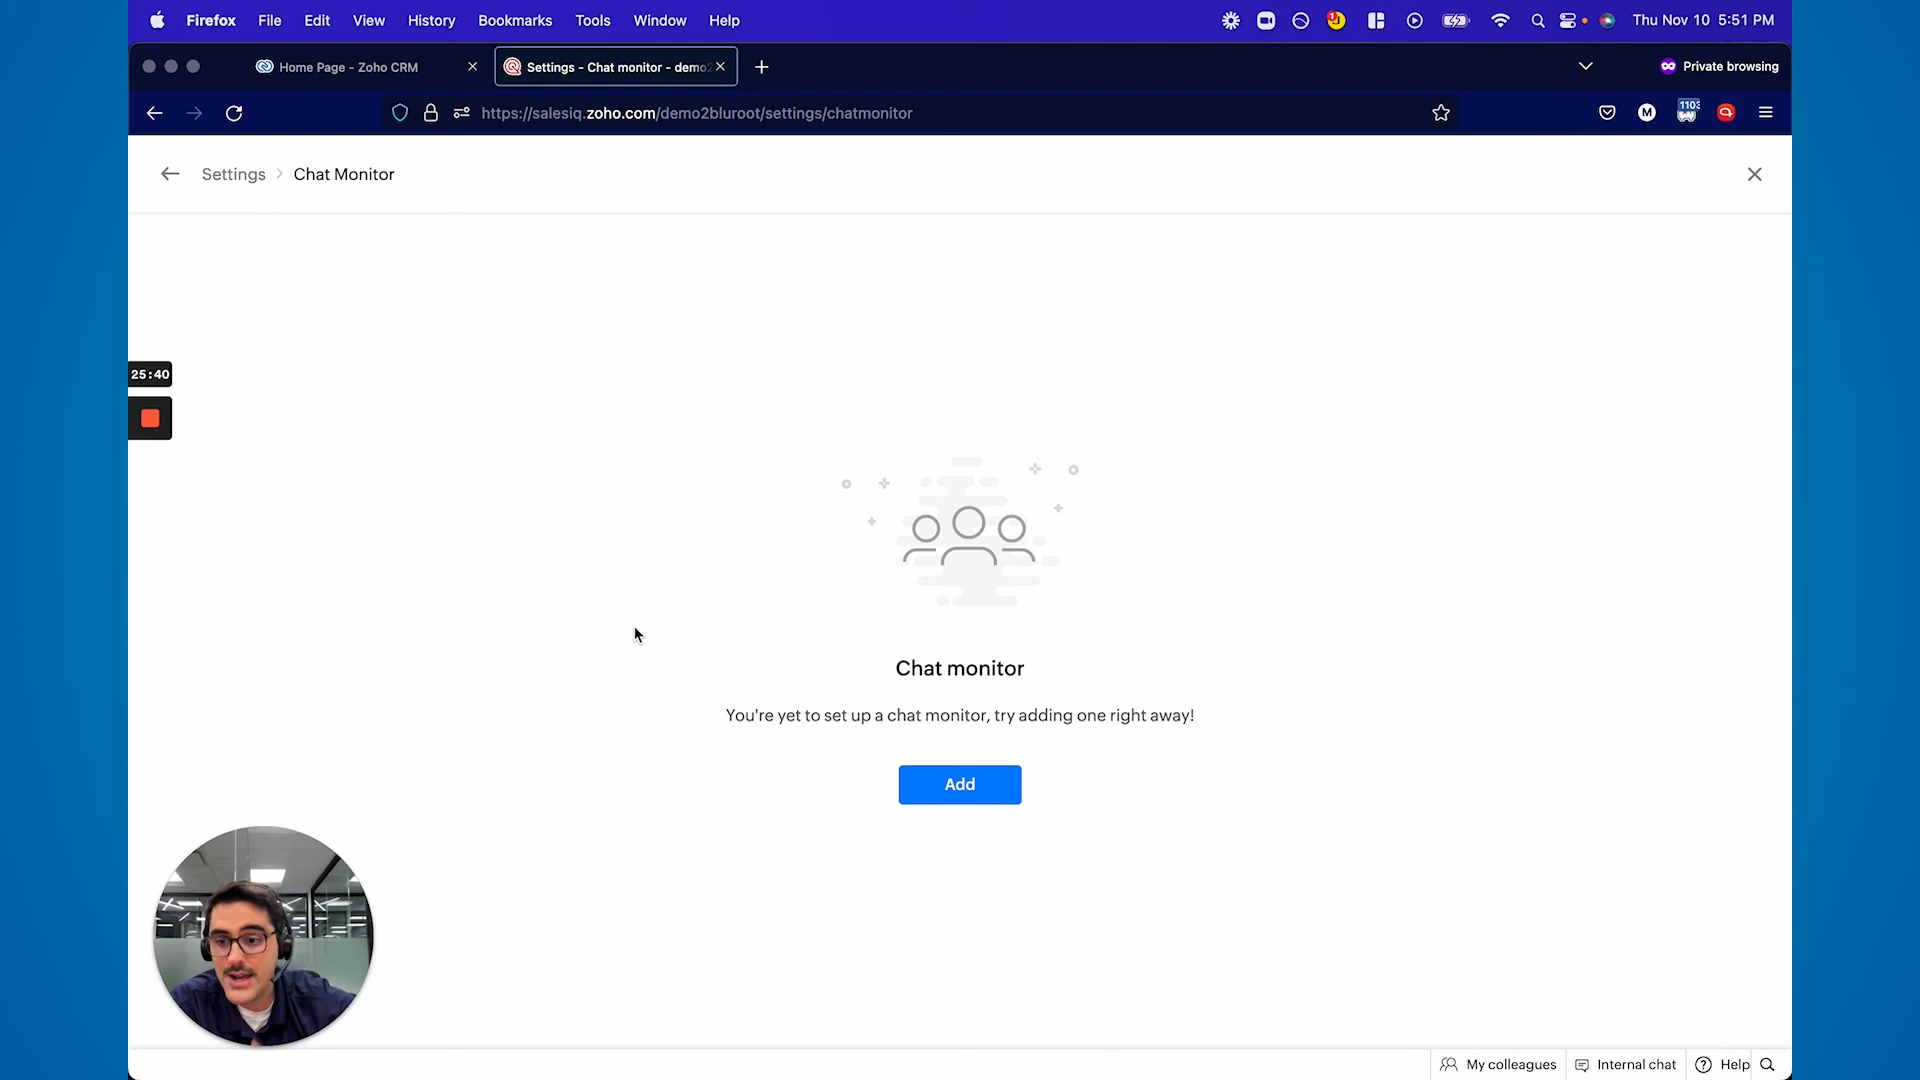 Firefox File Edit View History Bookmarks Tools Window Help Thu Nov 10 5:51 PM
Home Page - Zoho CRM Settings - Chat monitor - demo2 Private browsing
https://salesiq.zoho.com/demo2bluroot/settings/chatmonitor M 1103
Settings Chat Monitor
25:40
Chat monitor
You're yet to set up a chat monitor, try adding one right away!
Add
My colleagues Internal chat Help